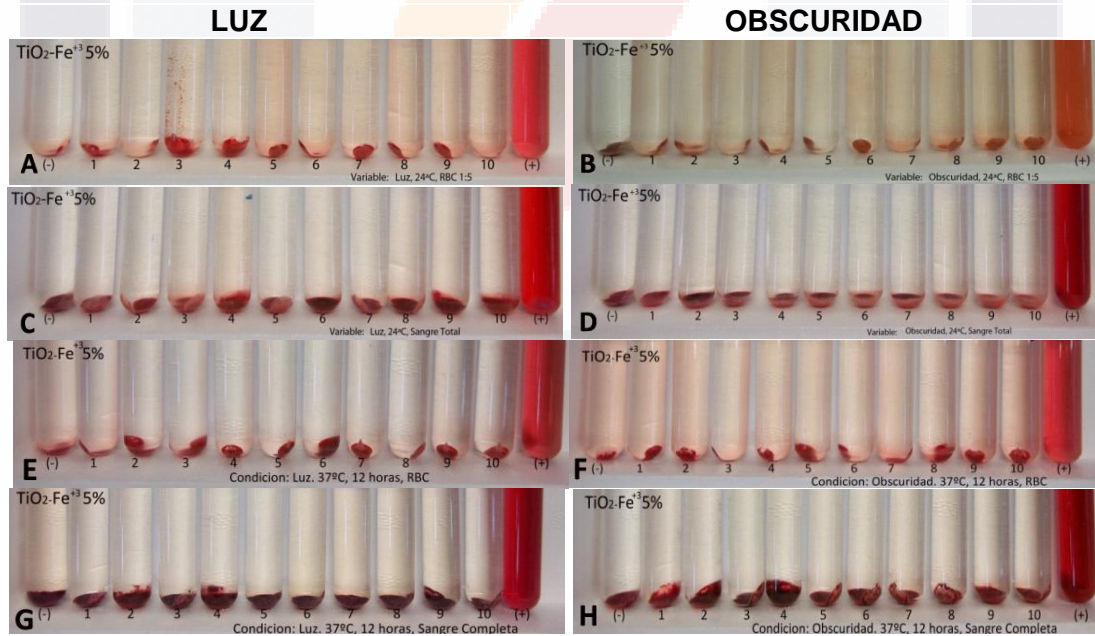 LUZ
OBSCURIDAD
TiO2-Fe+3 5%
(-) 1 2 3 4 5 6 7 8 9 10 (+)
A
Variable: Luz, 24ºC, RBC 1:5
TiO2-Fe+3 5%
(-) 1 2 3 4 5 6 7 8 9 10 (+)
B
Variable: Obscuridad, 24ºC, RBC 1:5
TiO2-Fe+3 5%
(-) 1 2 3 4 5 6 7 8 9 10 (+)
C
Variable: Luz, 24ºC, Sangre Total
TiO2-Fe+3 5%
(-) 1 2 3 4 5 6 7 8 9 10 (+)
D
Variable: Obscuridad, 24ºC, Sangre Total
TiO2-Fe+3 5%
(-) 1 2 3 4 5 6 7 8 9 10 (+)
E
Condicion: Luz. 37ºC, 12 horas, RBC
TiO2-Fe+3 5%
(-) 1 2 3 4 5 6 7 8 9 10 (+)
F
Condicion: Obscuridad. 37ºC, 12 horas, RBC
TiO2-Fe+3 5%
(-) 1 2 3 4 5 6 7 8 9 10 (+)
G
Condicion: Luz. 37ºC, 12 horas, Sangre Completa
TiO2-Fe+3 5%
(-) 1 2 3 4 5 6 7 8 9 10 (+)
H
Condicion: Obscuridad. 37ºC, 12 horas, Sangre Completa